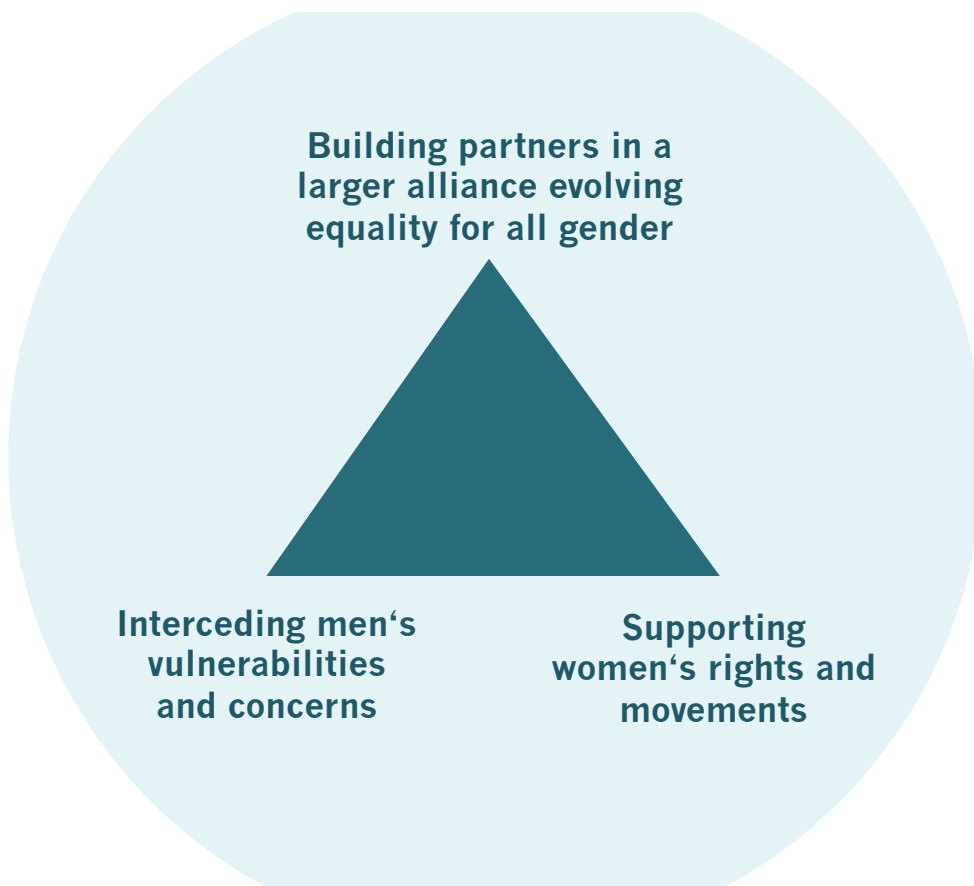 Building partners in a
larger alliance evolving
equality for all gender
Interceding men‘s
vulnerabilities
and concerns
Supporting
women‘s rights and
movements